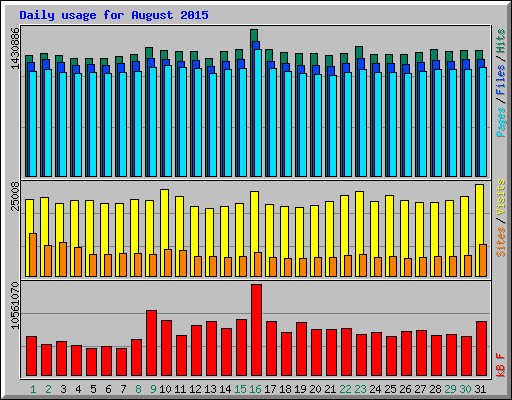 Daily usage for August 2015
1430886
Pages / Files / Hits
25008
Sites / Visits
10561070
kB F
1 2 3 4 5 6 7 8 9 10 11 12 13 14 15 16 17 18 19 20 21 22 23 24 25 26 27 28 29 30 31